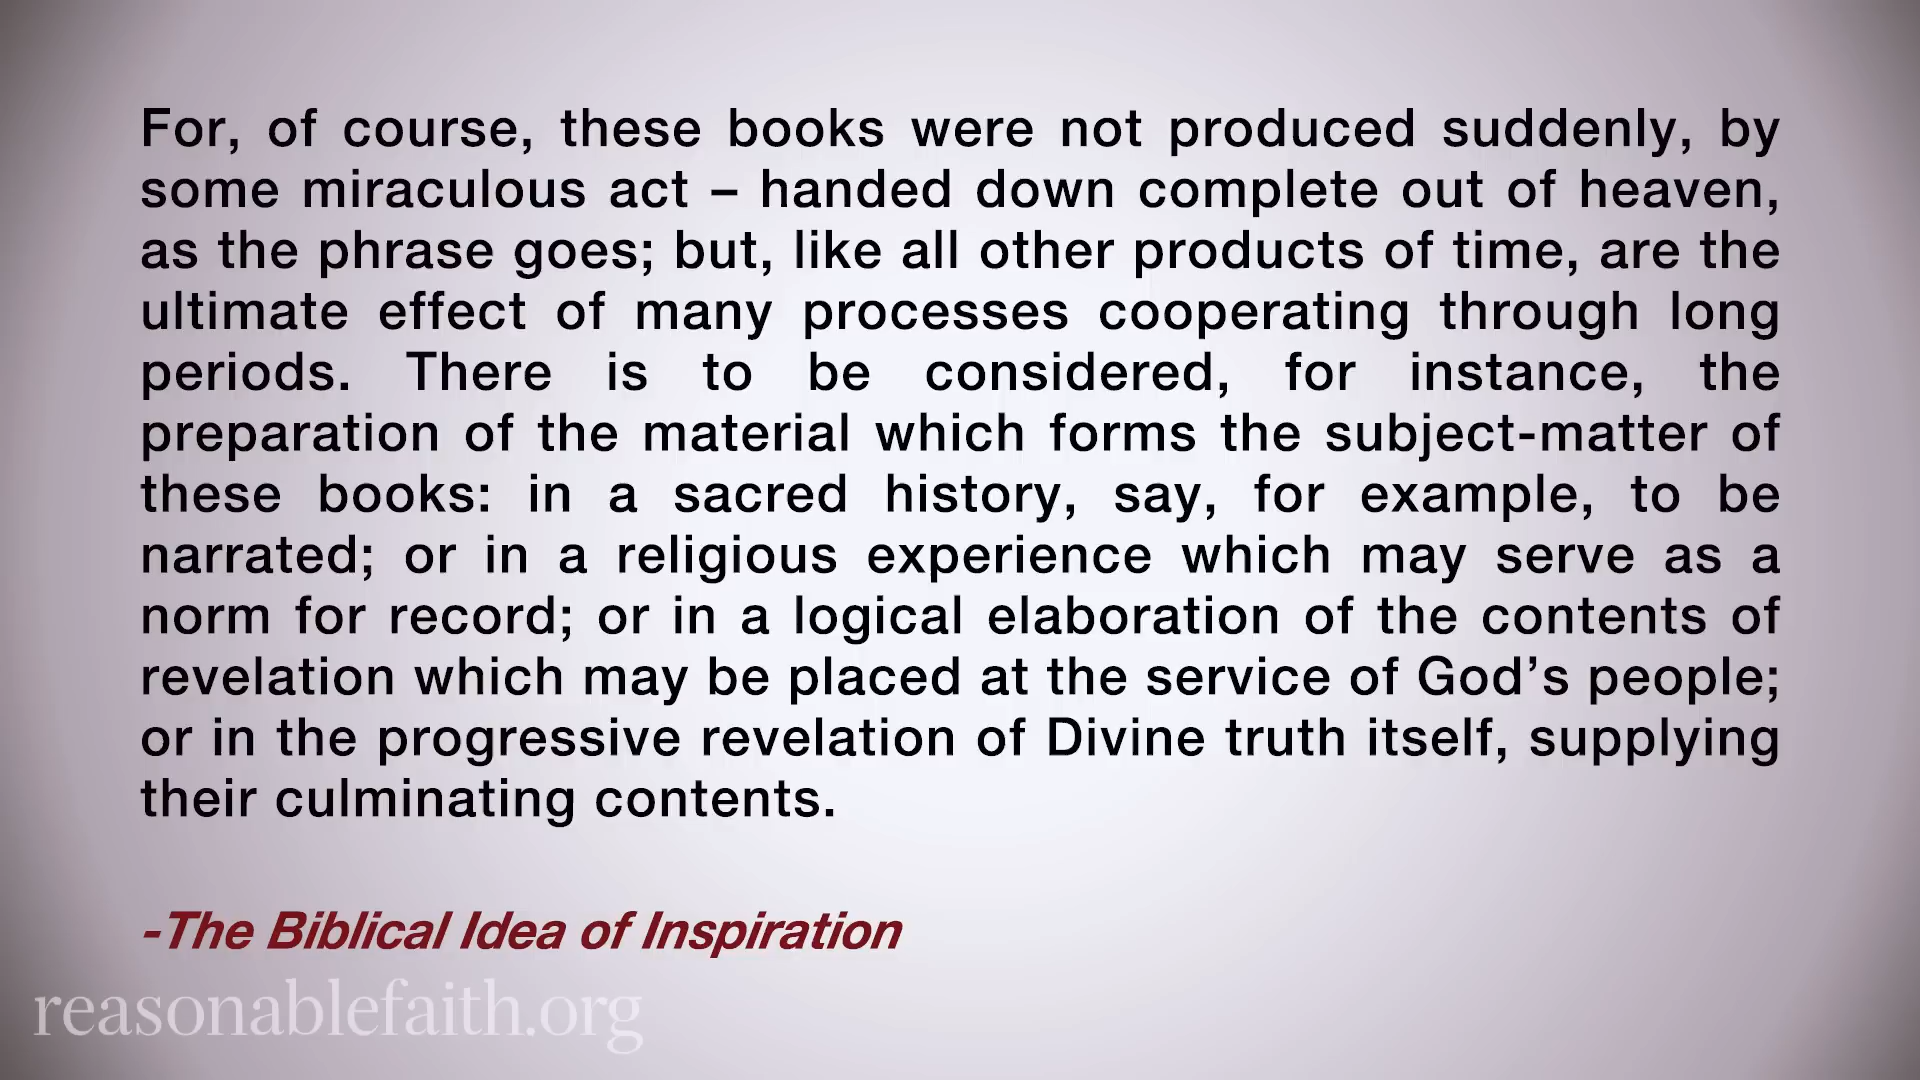 For, of course, these books were not produced suddenly, by
some miraculous act – handed down complete out of heaven,
as the phrase goes; but, like all other products of time, are the
ultimate effect of many processes cooperating through long
periods. There is to be considered, for instance, the
preparation of the material which forms the subject-matter of
these books: in a sacred history, say, for example, to be
narrated; or in a religious experience which may serve as a
norm for record; or in a logical elaboration of the contents of
revelation which may be placed at the service of God’s people;
or in the progressive revelation of Divine truth itself, supplying
their culminating contents.
-The Biblical Idea of Inspiration
reasonablefaith.org